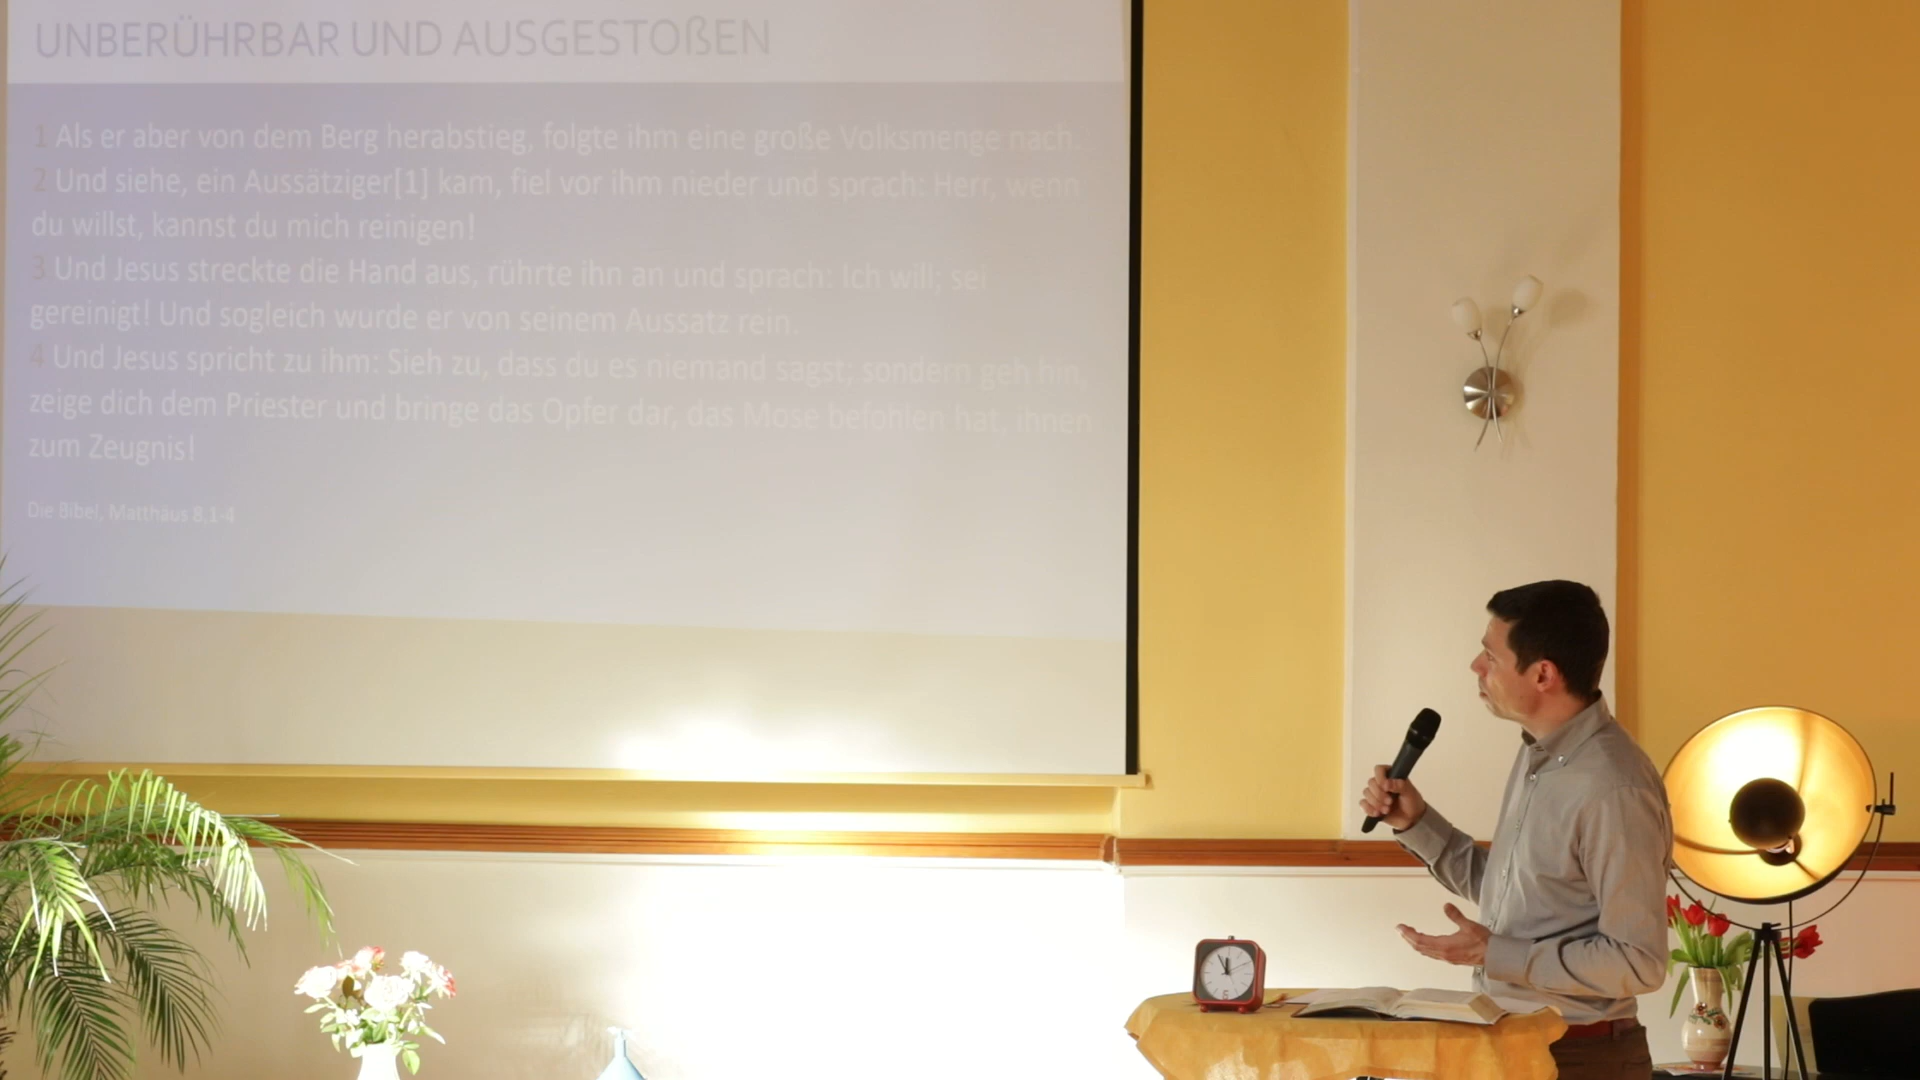 UNBERÜHRBAR UND AUSGESTOßEN
1 Als er aber von dem Berg herabstieg, folgte ihm eine große Volksmenge nach.
2 Und siehe, ein Aussätziger[1] kam, fiel vor ihm nieder und sprach: Herr, wenn
du willst, kannst du mich reinigen!
3 Und Jesus streckte die Hand aus, rührte ihn an und sprach: Ich will; sei
gereinigt! Und sogleich wurde er von seinem Aussatz rein.
4 Und Jesus spricht zu ihm: Sieh zu, dass du es niemand sagst; sondern geh hin,
zeige dich dem Priester und bringe das Opfer dar, das Mose befohlen hat, ihnen
zum Zeugnis!
Die Bibel, Matthäus 8,1-4